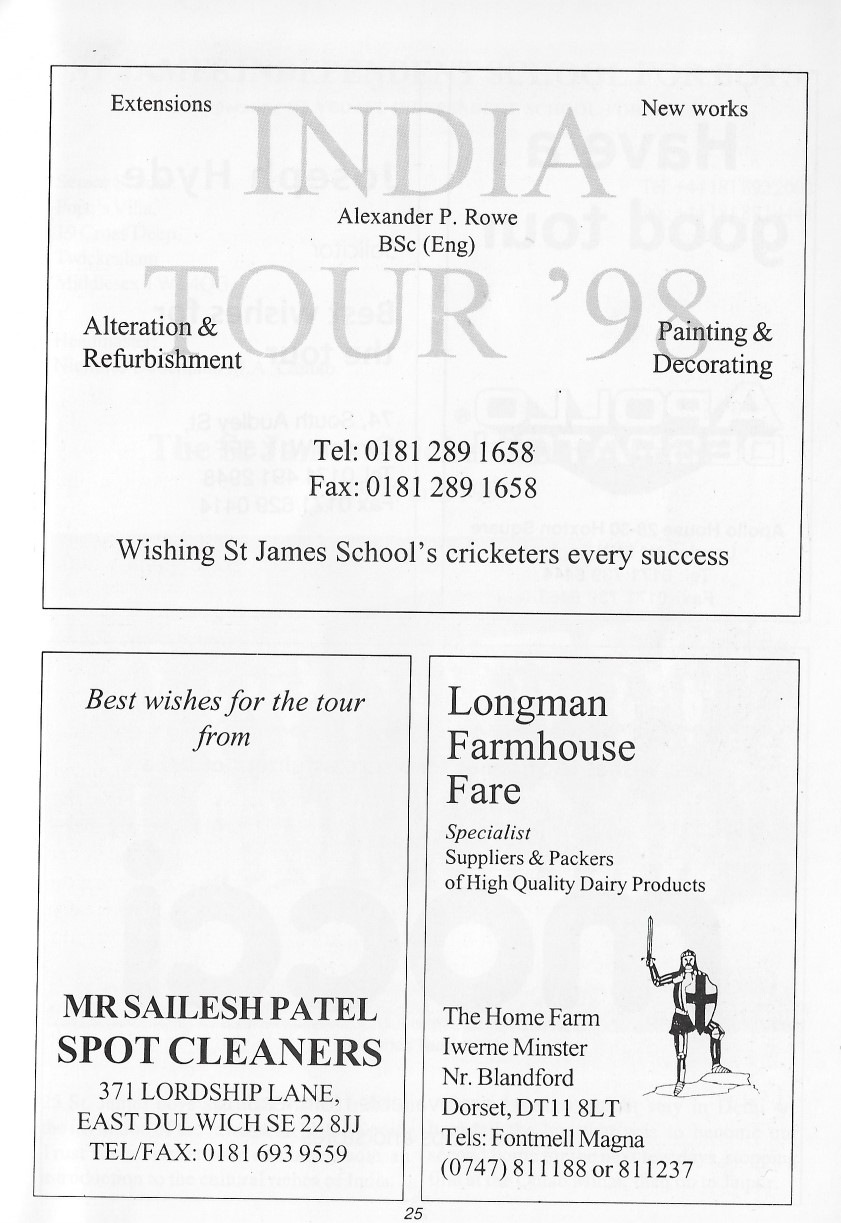 Extensions
New works
INDIA
Alexander P. Rowe
BSc (Eng)
TOUR ’98
Alteration &
Refurbishment
Painting &
Decorating
Tel: 0181 289 1658
Fax: 0181 289 1658
Wishing St James School’s cricketers every success
Best wishes for the tour
from
MR SAILESH PATEL
SPOT CLEANERS
371 LORDSHIP LANE,
EAST DULWICH SE 22 8JJ
TEL/FAX: 0181 693 9559
Longman
Farmhouse
Fare
Specialist
Suppliers & Packers
of High Quality Dairy Products
The Home Farm
Iwerne Minster
Nr. Blandford
Dorset, DT11 8LT
Tels: Fontmell Magna
(0747) 811188 or 811237
25